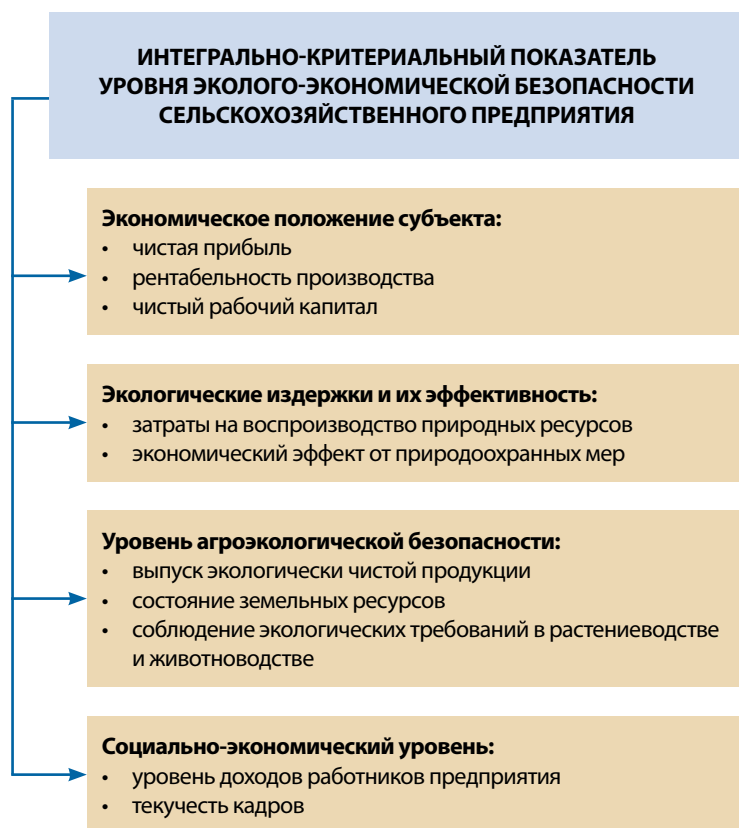 ИНТЕГРАЛЬНО-КРИТЕРИАЛЬНЫЙ ПОКАЗАТЕЛЬ
УРОВНЯ ЭКОЛОГО-ЭКОНОМИЧЕСКОЙ БЕЗОПАСНОСТИ
СЕЛЬСКОХОЗЯЙСТВЕННОГО ПРЕДПРИЯТИЯ
Экономическое положение субъекта:
• чистая прибыль
• рентабельность производства
• чистый рабочий капитал
Экологические издержки и их эффективность:
• затраты на воспроизводство природных ресурсов
• экономический эффект от природоохранных мер
Уровень агроэкологической безопасности:
• выпуск экологически чистой продукции
• состояние земельных ресурсов
• соблюдение экологических требований в растениеводстве
и животноводстве
Социально-экономический уровень:
• уровень доходов работников предприятия
• текучесть кадров